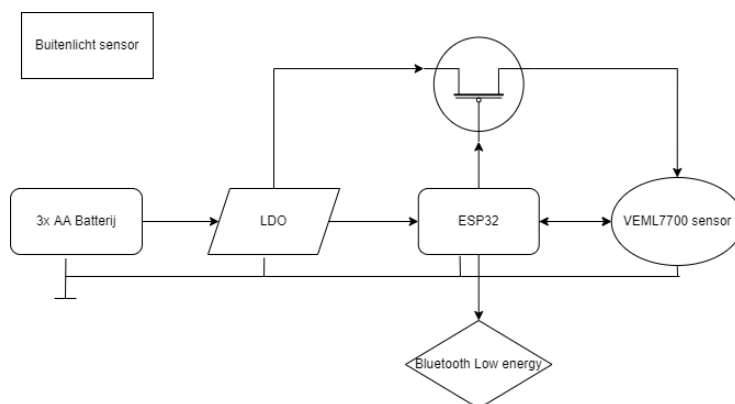 Buitenlicht sensor
3x AA Batterij
LDO
ESP32
VEML7700 sensor
Bluetooth Low energy